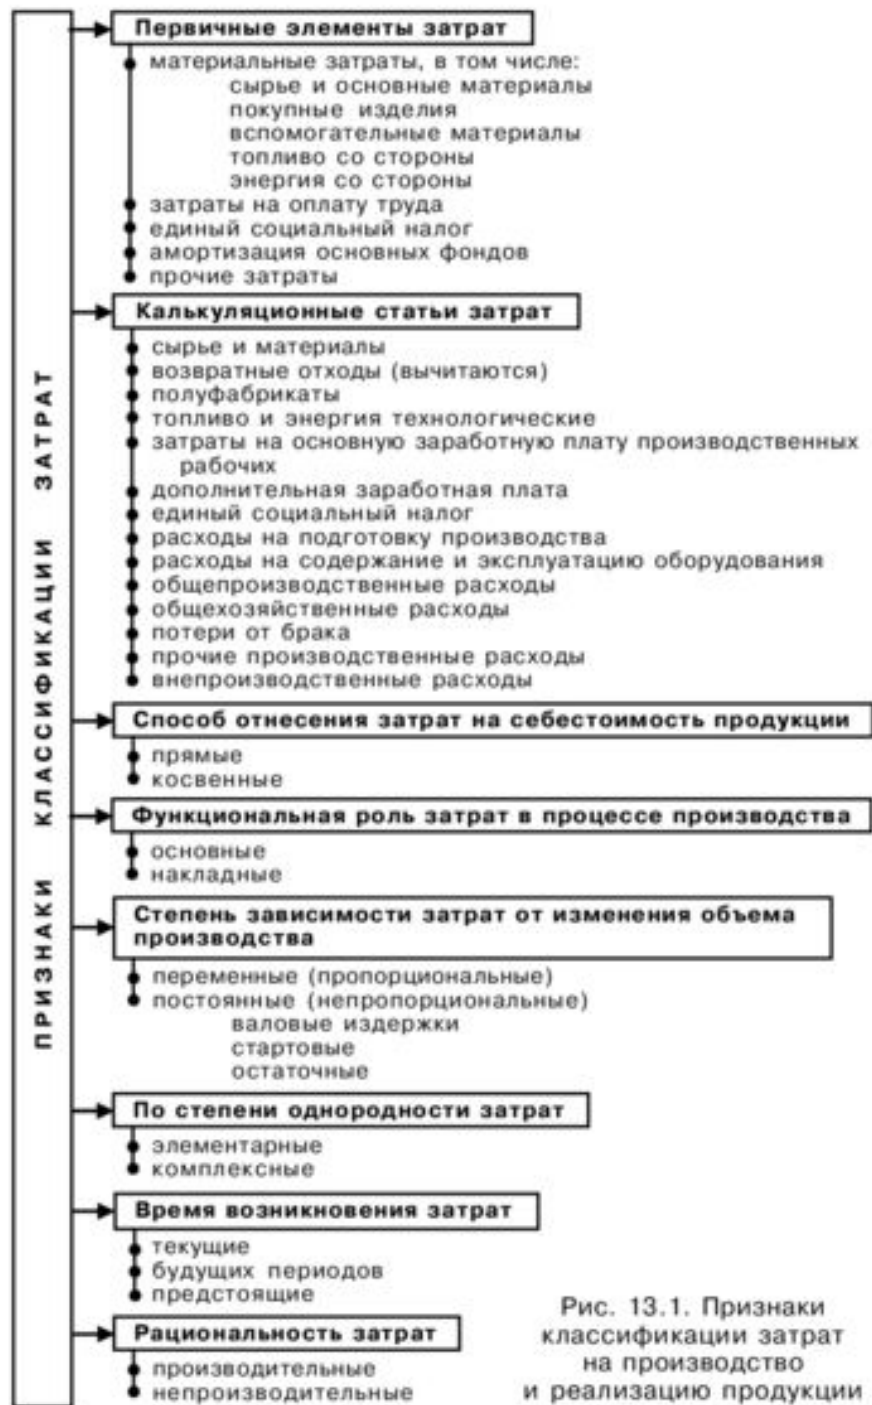 ПРИЗНАКИ КЛАССИФИКАЦИИ ЗАТРАТ
Первичные элементы затрат
материальные затраты, в том числе:
сырье и основные материалы
покупные изделия
вспомогательные материалы
топливо со стороны
энергия со стороны
затраты на оплату труда
единый социальный налог
амортизация основных фондов
прочие затраты
Калькуляционные статьи затрат
сырье и материалы
возвратные отходы (вычитаются)
полуфабрикаты
топливо и энергия технологические
затраты на основную заработную плату производственных
рабочих
дополнительная заработная плата
единый социальный налог
расходы на подготовку производства
расходы на содержание и эксплуатацию оборудования
общепроизводственные расходы
общехозяйственные расходы
потери от брака
прочие производственные расходы
внепроизводственные расходы
Способ отнесения затрат на себестоимость продукции
прямые
косвенные
Функциональная роль затрат в процессе производства
основные
накладные
Степень зависимости затрат от изменения объема
производства
переменные (пропорциональные)
постоянные (непропорциональные)
валовые издержки
стартовые
остаточные
По степени однородности затрат
элементарные
комплексные
Время возникновения затрат
текущие
будущих периодов
предстоящие
Рациональность затрат
производительные
непроизводительные
Рис. 13.1. Признаки
классификации затрат
на производство
и реализацию продукции